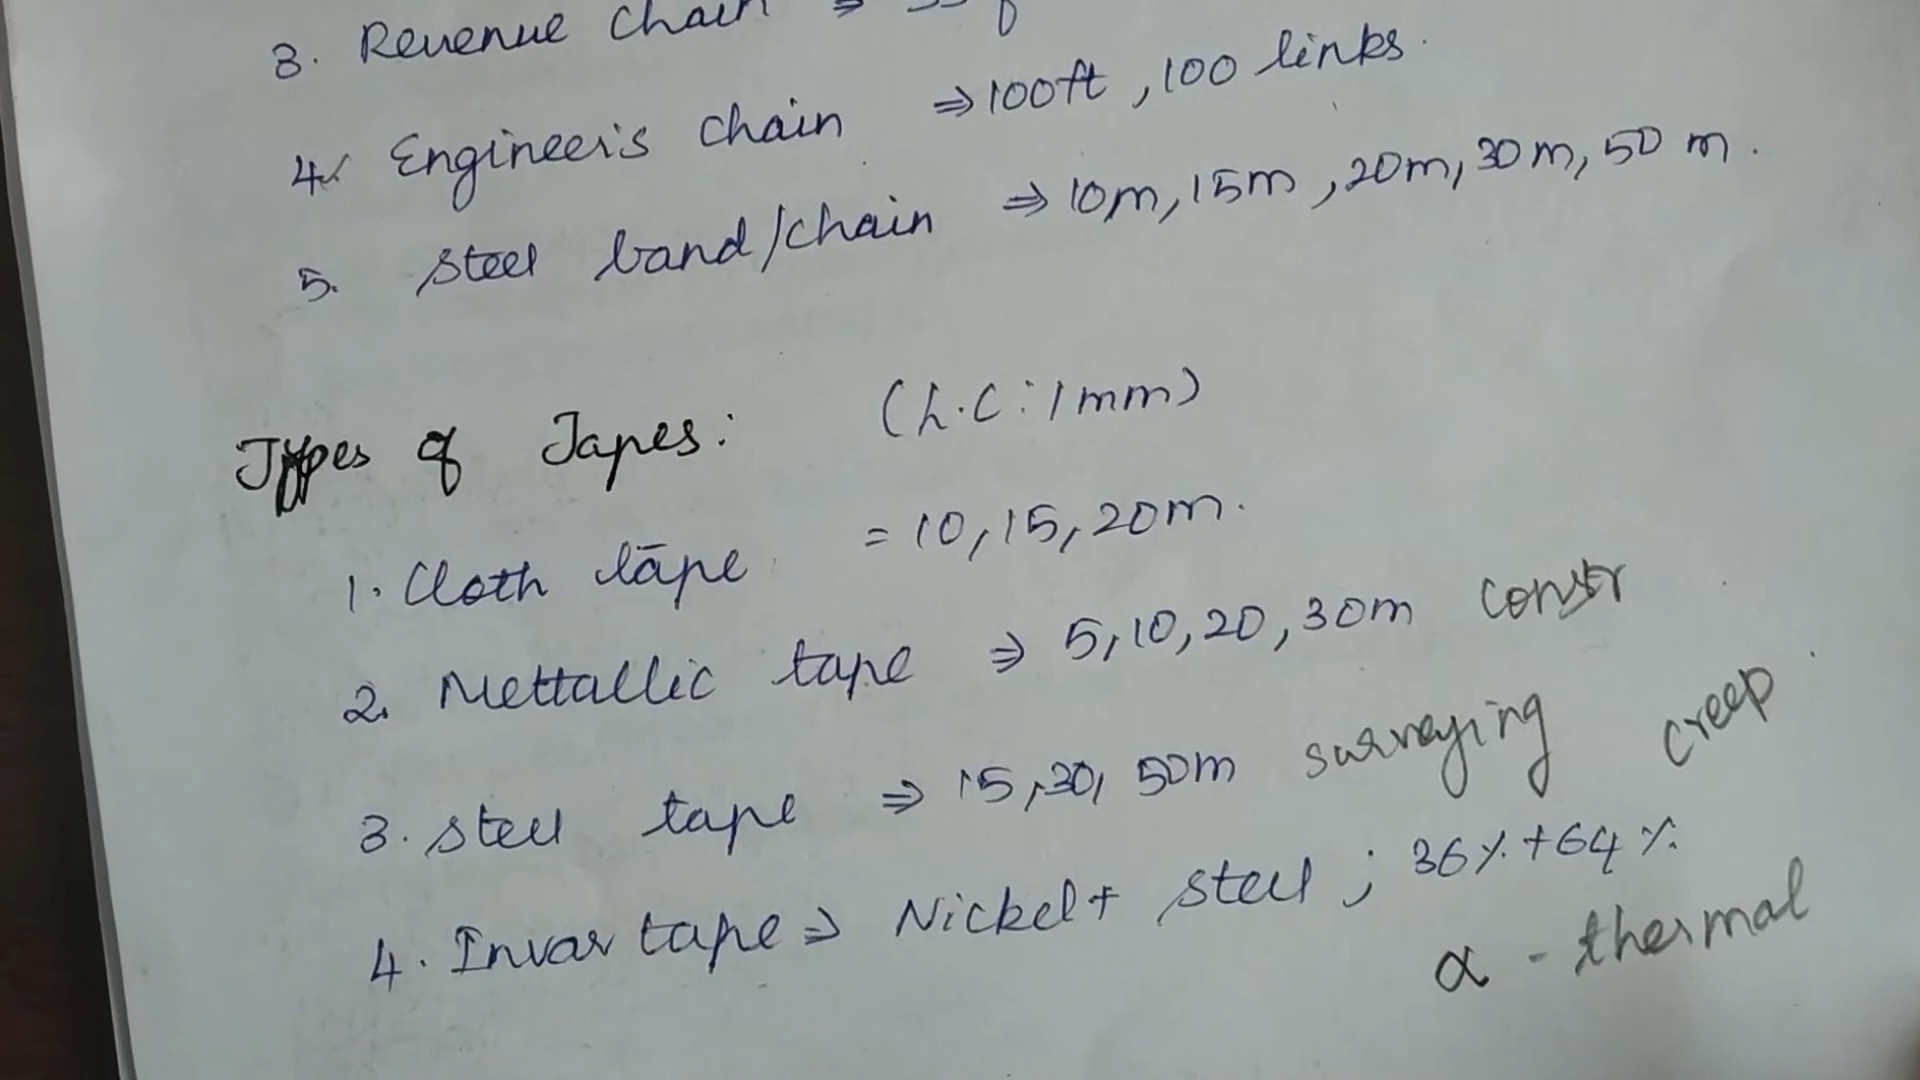 3. Revenue chain ⇒
4. Engineer's chain ⇒ 100ft, 100 links.
5. Steel band/chain ⇒ 10m, 15m, 20m, 30m, 50m.
Types of Tapes: (L.C: 1mm)
1. Cloth tape = 10, 15, 20m.
2. Mettallic tape ⇒ 5, 10, 20, 30m constr
3. steel tape ⇒ 15, 30, 50m surveying creep
4. Invar tape ⇒ Nickel + steel ; 36% + 64%
α - thermal